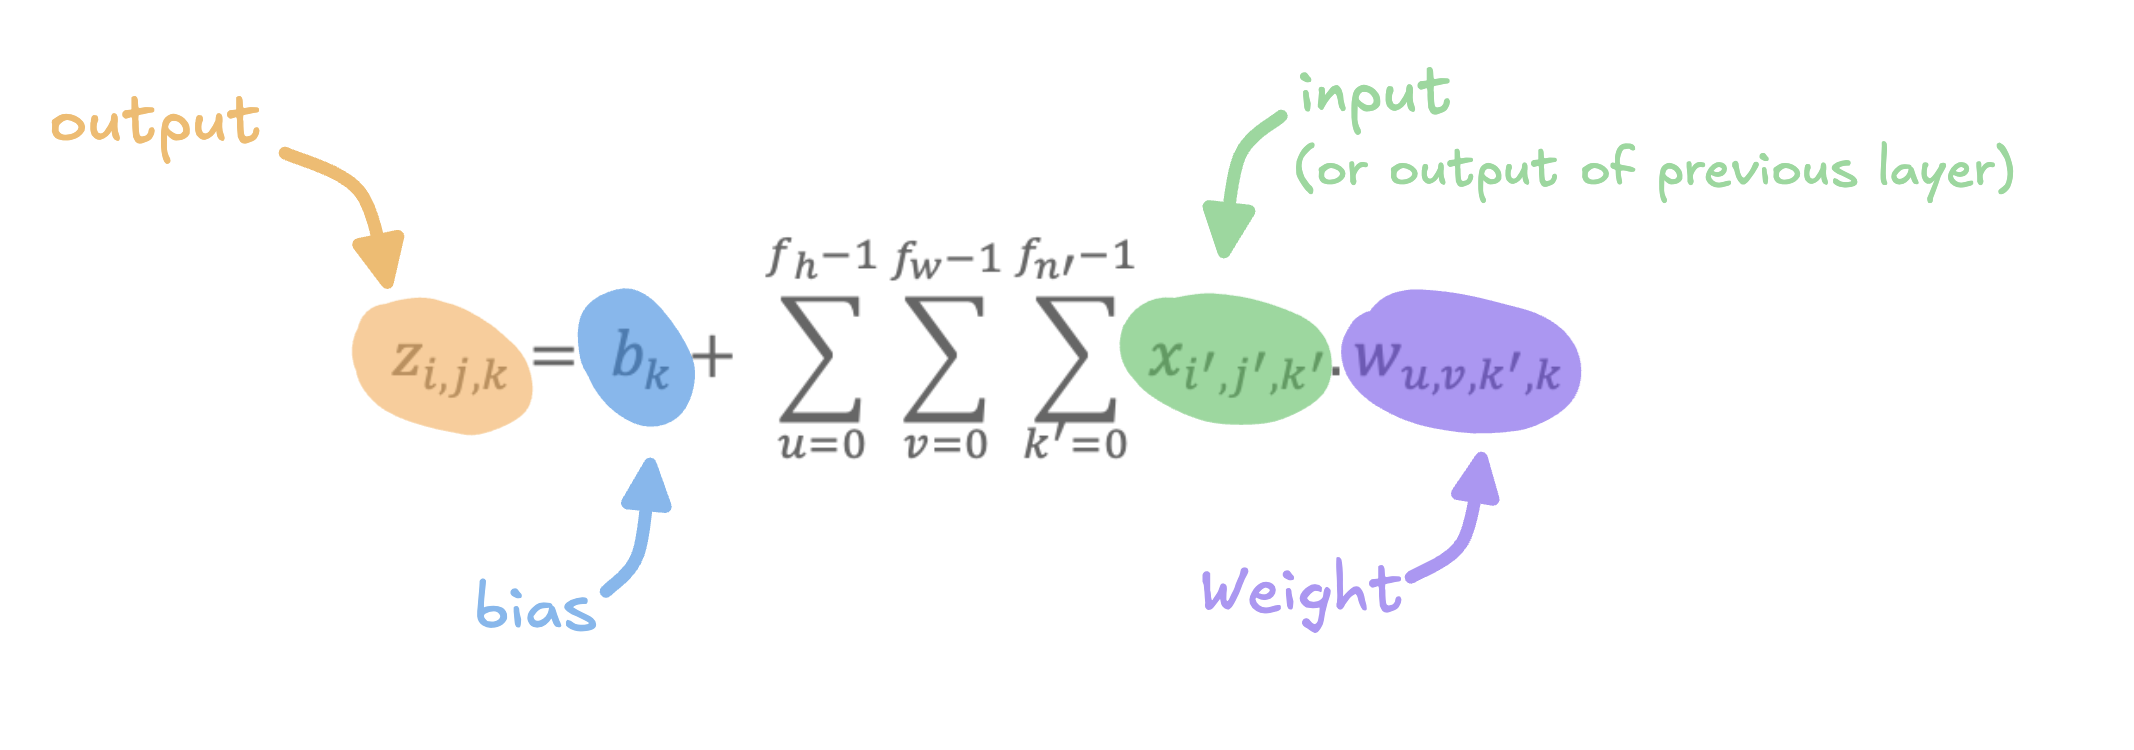 output
input
(or output of previous layer)
z_{i,j,k} = b_k + \sum_{u=0}^{f_h-1} \sum_{v=0}^{f_w-1} \sum_{k'=0}^{f_{n'}-1} x_{i',j',k'} . w_{u,v,k',k}
bias
Weight